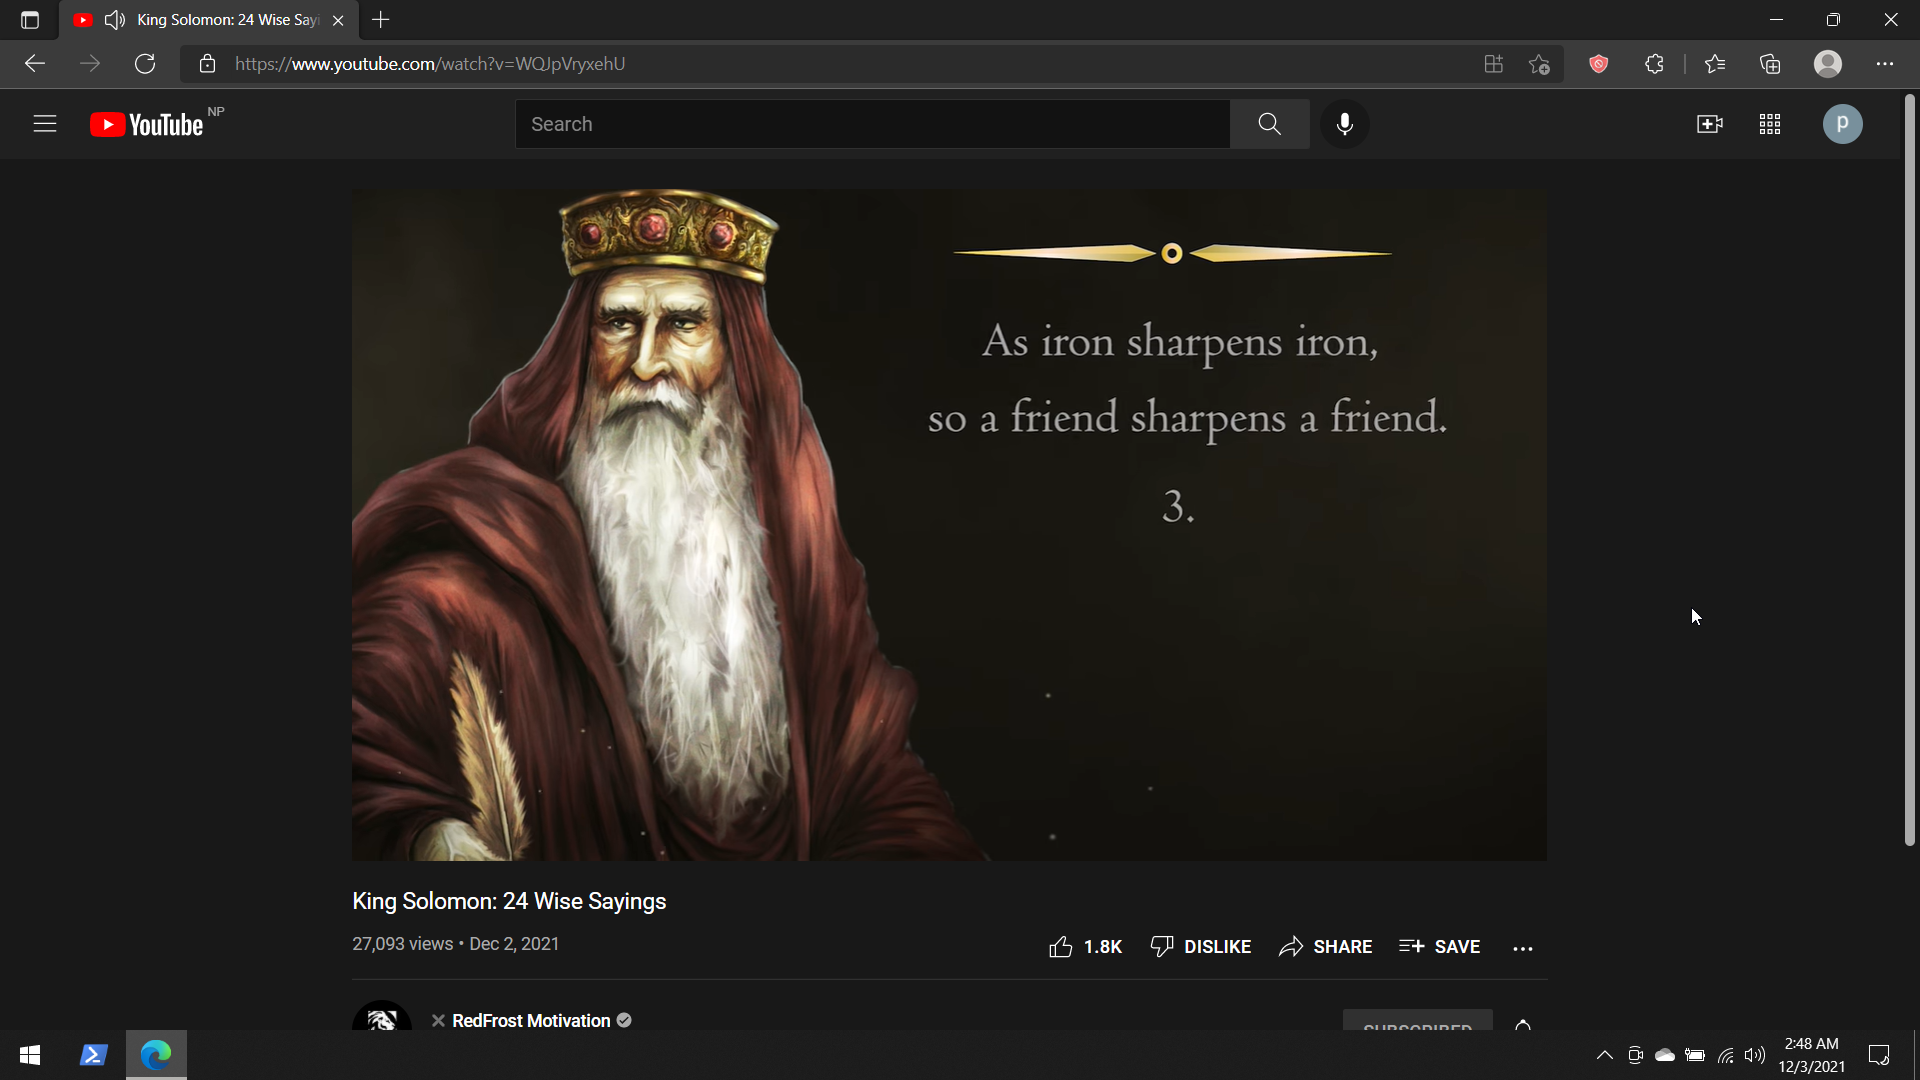 King Solomon: 24 Wise Sayi
https://www.youtube.com/watch?v=WQJpVryxehU
YouTube NP
Search
p
As iron sharpens iron,
so a friend sharpens a friend.
3.
King Solomon: 24 Wise Sayings
27,093 views • Dec 2, 2021
1.8K DISLIKE SHARE SAVE
RedFrost Motivation
SUBSCRIBED
2:48 AM
12/3/2021